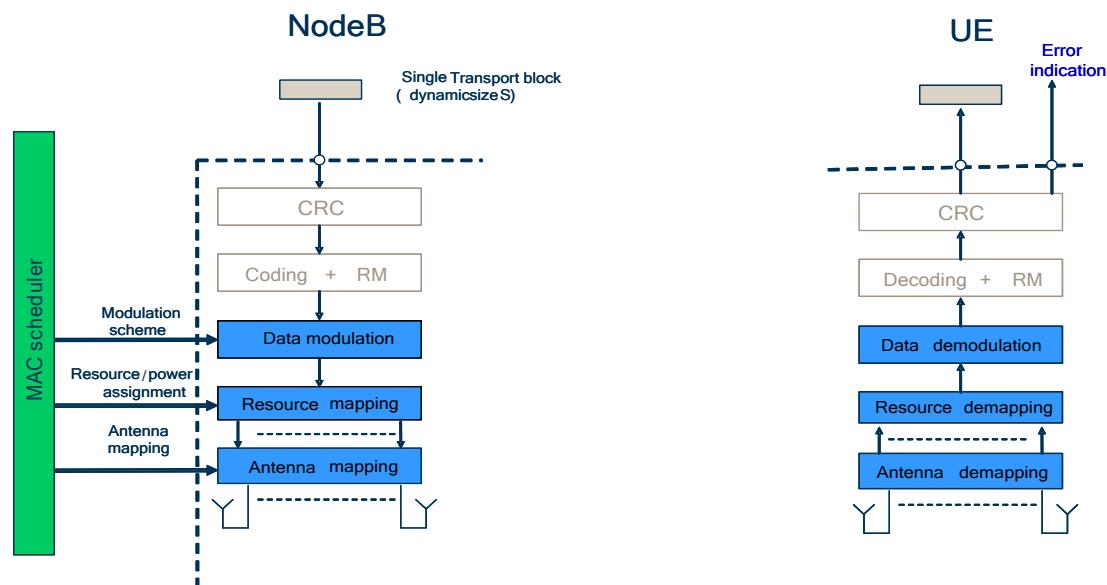 NodeB
UE
Single Transport block
( dynamicsize S)
Error
indication
MAC scheduler
CRC
Coding + RM
Modulation
scheme
Data modulation
Resource/power
assignment
Resource mapping
Antenna
mapping
Antenna mapping
CRC
Decoding + RM
Data demodulation
Resource demapping
Antenna demapping